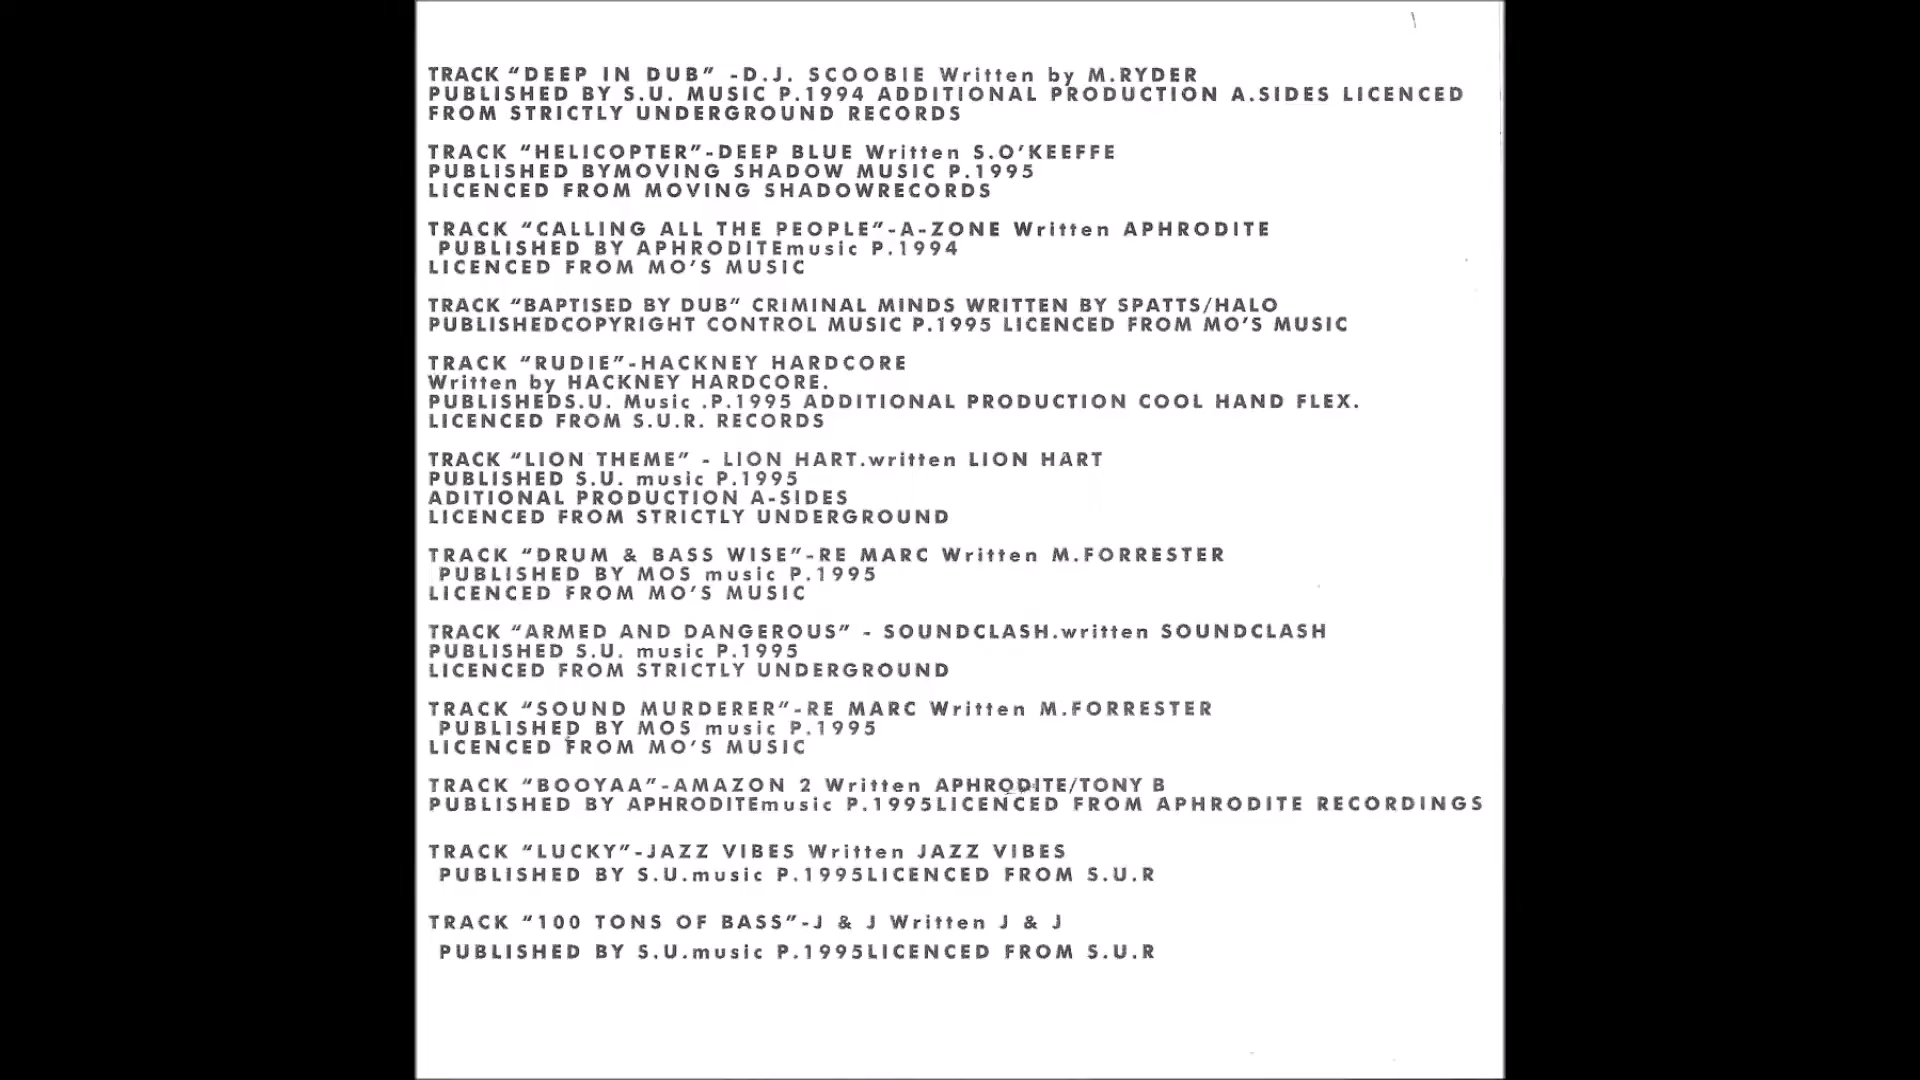 TRACK “DEEP IN DUB” -D.J. SCOOBIE Written by M.RYDER
PUBLISHED BY S.U. MUSIC P.1994 ADDITIONAL PRODUCTION A.SIDES LICENCED
FROM STRICTLY UNDERGROUND RECORDS
TRACK “HELICOPTER”-DEEP BLUE Written S.O’KEEFFE
PUBLISHED BYMOVING SHADOW MUSIC P.1995
LICENCED FROM MOVING SHADOWRECORDS
TRACK “CALLING ALL THE PEOPLE”-A-ZONE Written APHRODITE
PUBLISHED BY APHRODITEmusic P.1994
LICENCED FROM MO’S MUSIC
TRACK “BAPTISED BY DUB” CRIMINAL MINDS WRITTEN BY SPATTS/HALO
PUBLISHEDCOPYRIGHT CONTROL MUSIC P.1995 LICENCED FROM MO’S MUSIC
TRACK “RUDIE”-HACKNEY HARDCORE
Written by HACKNEY HARDCORE.
PUBLISHEDS.U. Music .P.1995 ADDITIONAL PRODUCTION COOL HAND FLEX.
LICENCED FROM S.U.R. RECORDS
TRACK “LION THEME” - LION HART.written LION HART
PUBLISHED S.U. music P.1995
ADITIONAL PRODUCTION A-SIDES
LICENCED FROM STRICTLY UNDERGROUND
TRACK “DRUM & BASS WISE”-RE MARC Written M.FORRESTER
PUBLISHED BY MOS music P.1995
LICENCED FROM MO’S MUSIC
TRACK “ARMED AND DANGEROUS” - SOUNDCLASH.written SOUNDCLASH
PUBLISHED S.U. music P.1995
LICENCED FROM STRICTLY UNDERGROUND
TRACK “SOUND MURDERER”-RE MARC Written M.FORRESTER
PUBLISHED BY MOS music P.1995
LICENCED FROM MO’S MUSIC
TRACK “BOOYAA”-AMAZON 2 Written APHRODITE/TONY B
PUBLISHED BY APHRODITEmusic P.1995LICENCED FROM APHRODITE RECORDINGS
TRACK “LUCKY”-JAZZ VIBES Written JAZZ VIBES
PUBLISHED BY S.U.music P.1995LICENCED FROM S.U.R
TRACK “100 TONS OF BASS”-J & J Written J & J
PUBLISHED BY S.U.music P.1995LICENCED FROM S.U.R